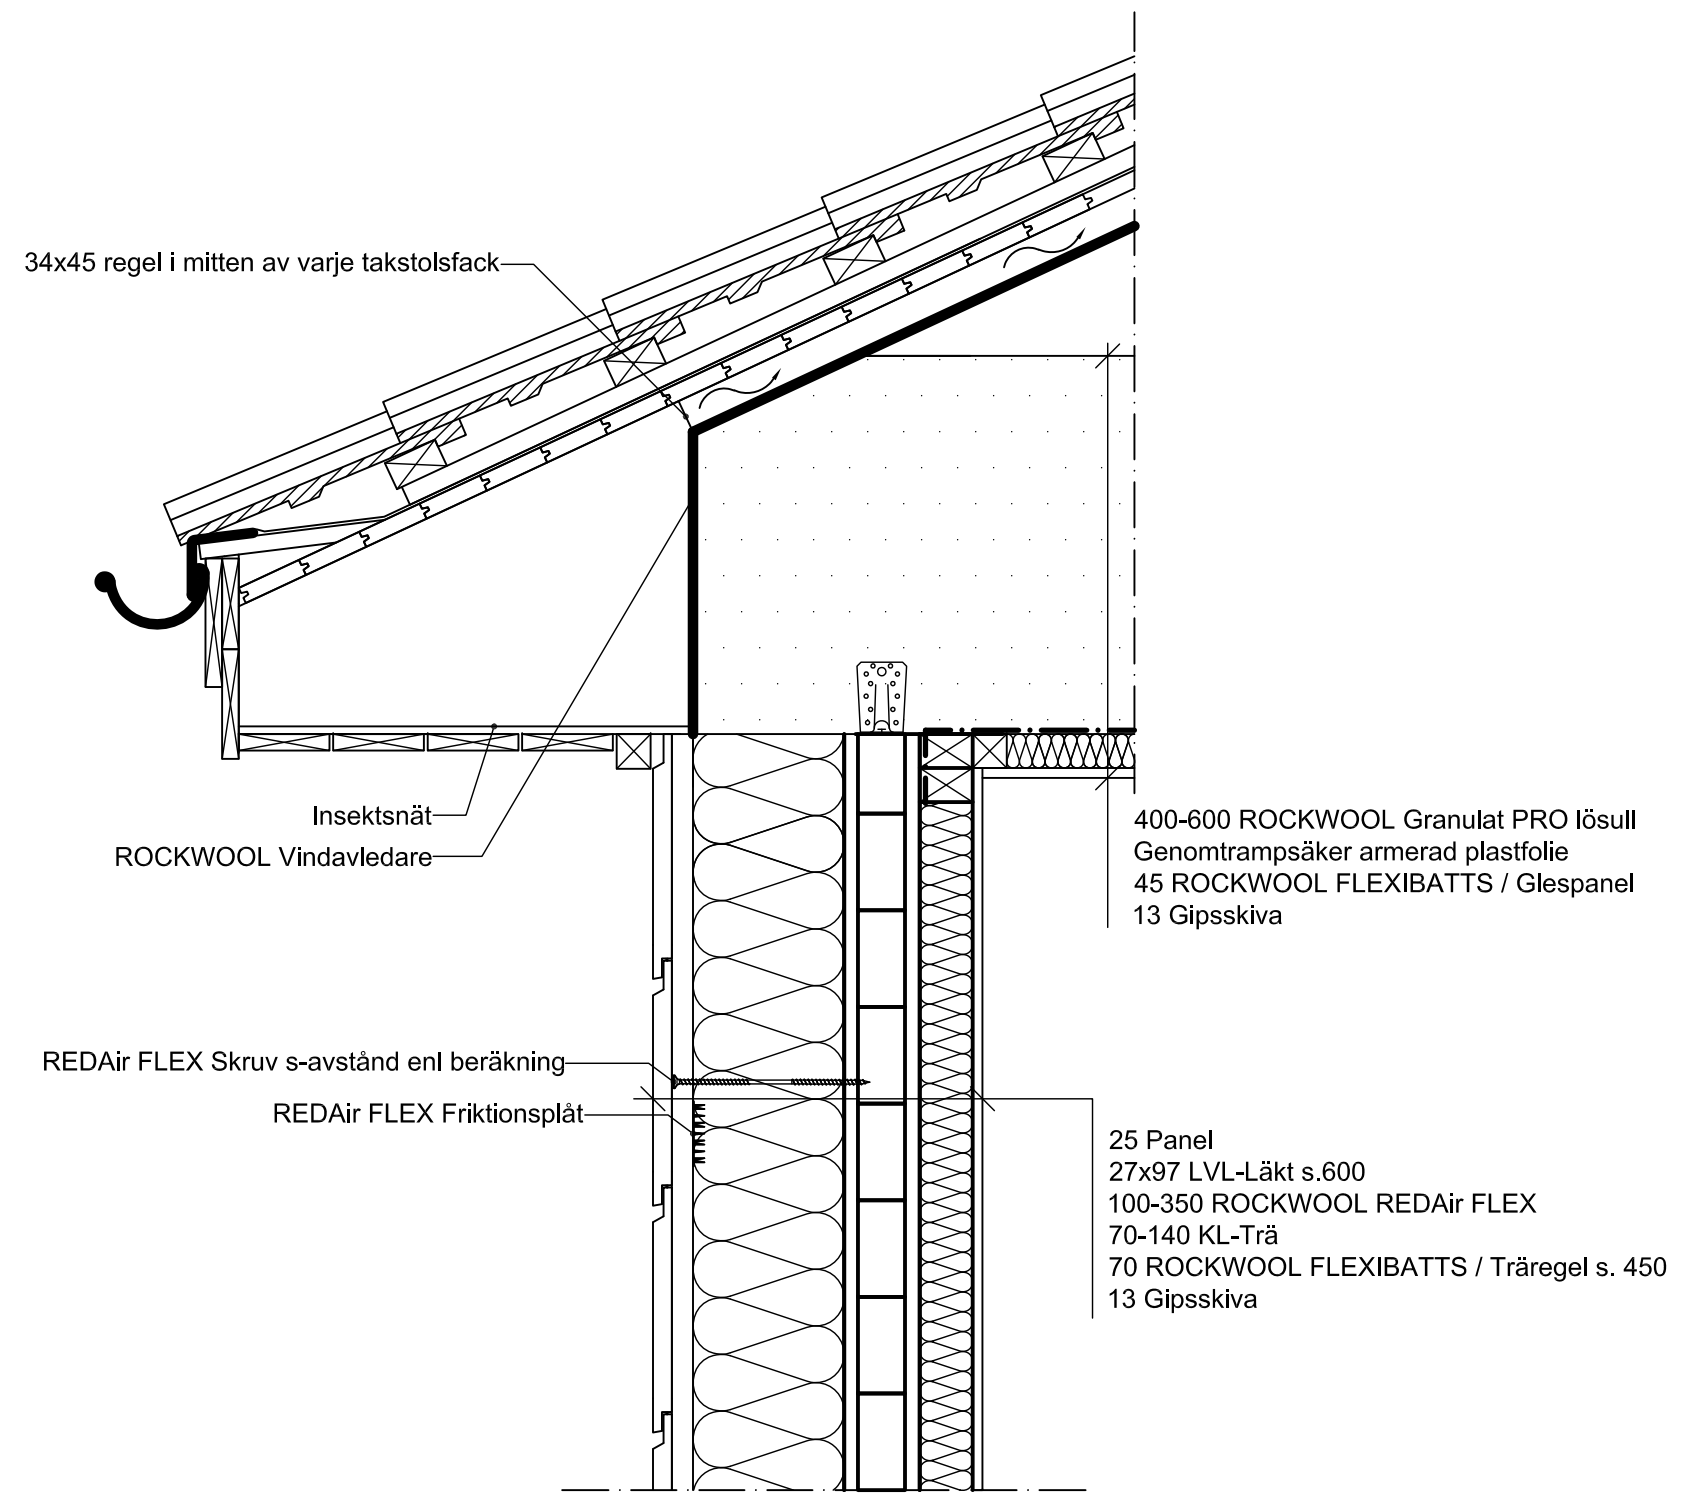 34x45 regel i mitten av varje takstolsfack
Insektsnät
ROCKWOOL Vindavledare
400-600 ROCKWOOL Granulat PRO lösull
Genomtrampsäker armerad plastfolie
45 ROCKWOOL FLEXIBATTS / Glespanel
13 Gipsskiva
REDAir FLEX Skruv s-avstånd enl beräkning
REDAir FLEX Friktionsplåt
25 Panel
27x97 LVL-Läkt s.600
100-350 ROCKWOOL REDAir FLEX
70-140 KL-Trä
70 ROCKWOOL FLEXIBATTS / Träregel s. 450
13 Gipsskiva